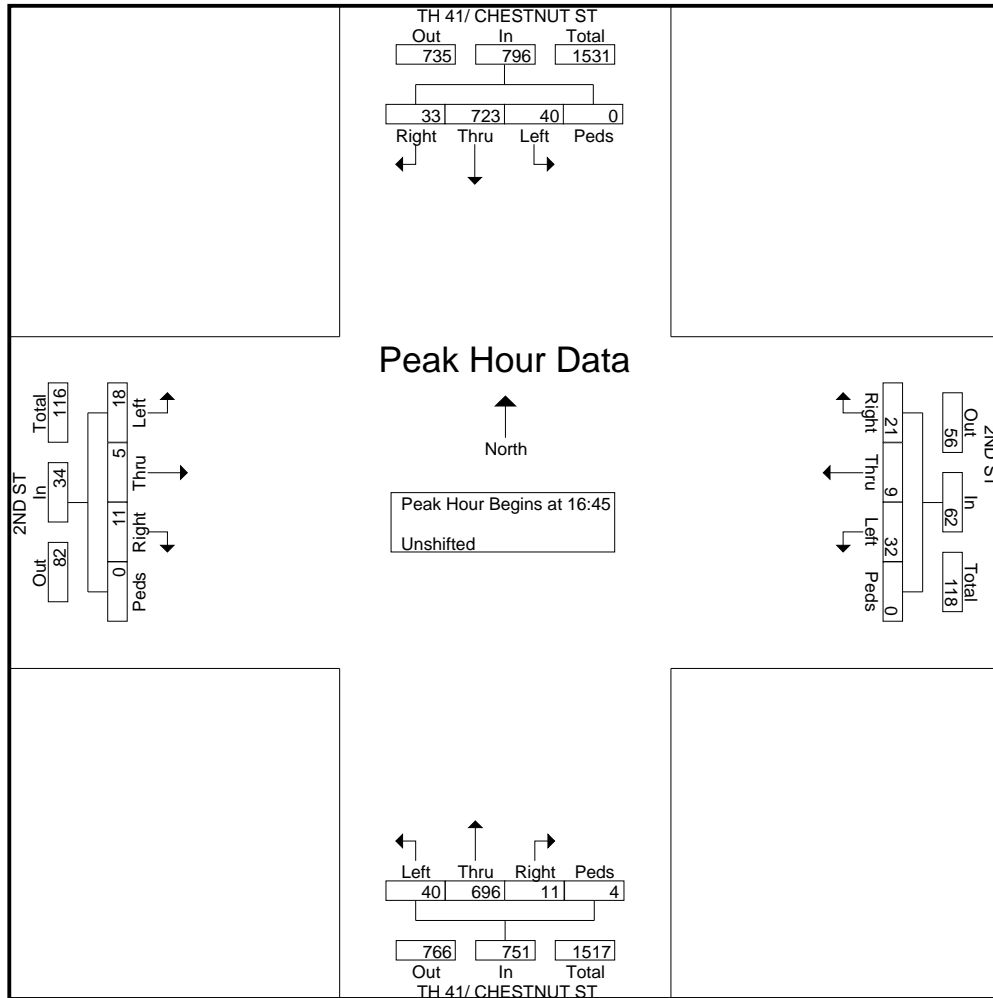 TH 41/ CHESTNUT ST
Out In Total
735 796 1531
33 723 40 0
Right Thru Left Peds
Peak Hour Data
North
Peak Hour Begins at 16:45
Unshifted
2ND ST
Total In Out
116 34 82
18 5 11 0
Left Thru Right Peds
2ND ST
Out In Total
56 62 118
21 9 32 0
Right Thru Left Peds
Left Thru Right Peds
40 696 11 4
766 751 1517
Out In Total
TH 41/ CHESTNUT ST